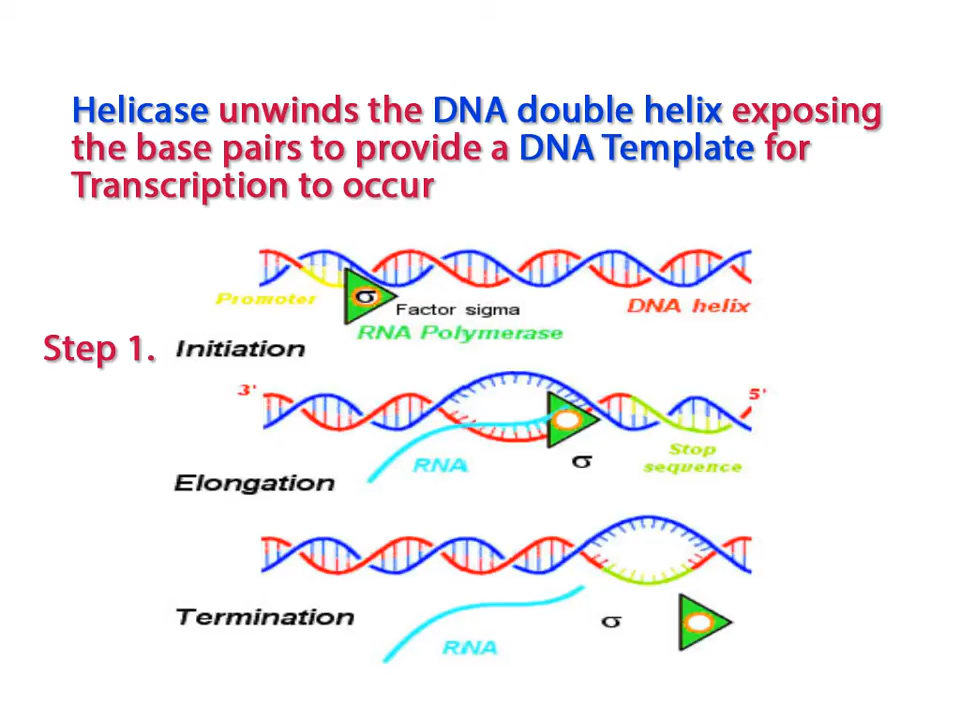 Helicase unwinds the DNA double helix exposing
the base pairs to provide a DNA Template for
Transcription to occur
Promoter
σ
Factor sigma
DNA helix
RNA Polymerase
Step 1.
Initiation
3'
5'
RNA
σ
Stop
sequence
Elongation
Termination
σ
RNA